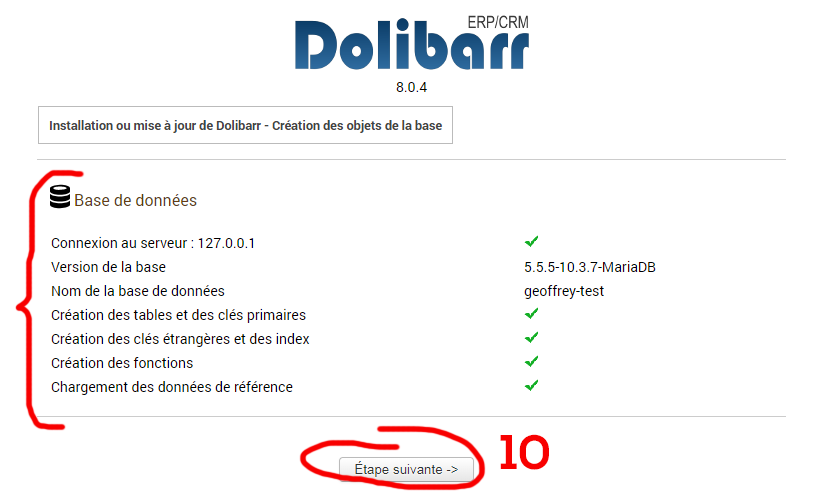 ERP/CRM
Dolibarr
8.0.4
Installation ou mise à jour de Dolibarr - Création des objets de la base
Base de données
Connexion au serveur : 127.0.0.1
Version de la base 5.5.5-10.3.7-MariaDB
Nom de la base de données geoffrey-test
Création des tables et des clés primaires
Création des clés étrangères et des index
Création des fonctions
Chargement des données de référence
Étape suivante -> 10